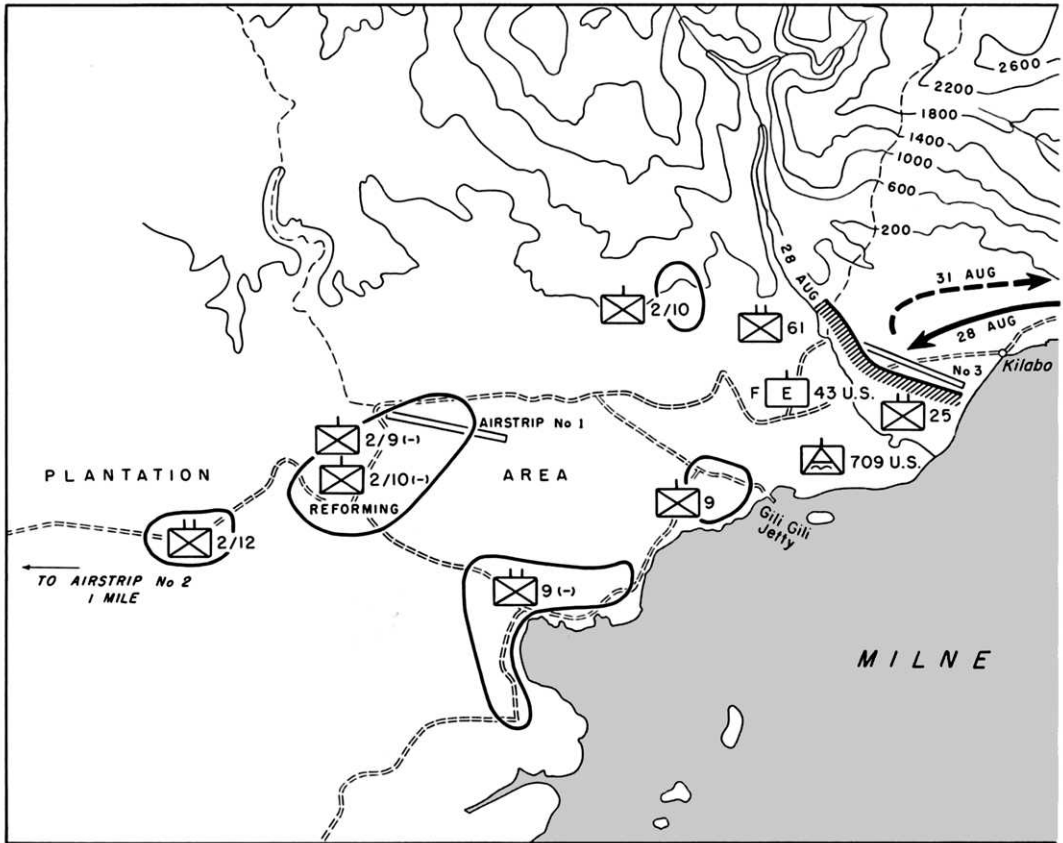 2600
2200
1800
1400
1000
600
200
28 AUG
31 AUG
28 AUG
2/10
61
No 3
Kilabo
F E 43 U.S.
25
AIRSTRIP No 1
2/9 (-)
PLANTATION AREA
2/10 (-)
709 U.S.
REFORMING
9
Gili Gili
Jetty
2/12
TO AIRSTRIP No 2
1 MILE
9 (-)
MILNE